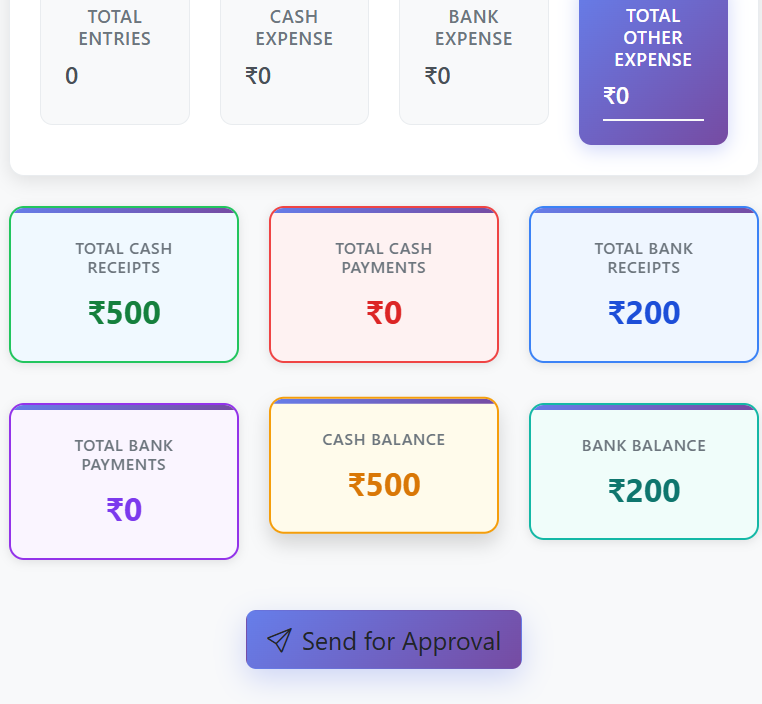 TOTAL
ENTRIES
0
CASH
EXPENSE
₹0
BANK
EXPENSE
₹0
TOTAL
OTHER
EXPENSE
₹0
TOTAL CASH
RECEIPTS
₹500
TOTAL CASH
PAYMENTS
₹0
TOTAL BANK
RECEIPTS
₹200
TOTAL BANK
PAYMENTS
₹0
CASH BALANCE
₹500
BANK BALANCE
₹200
Send for Approval